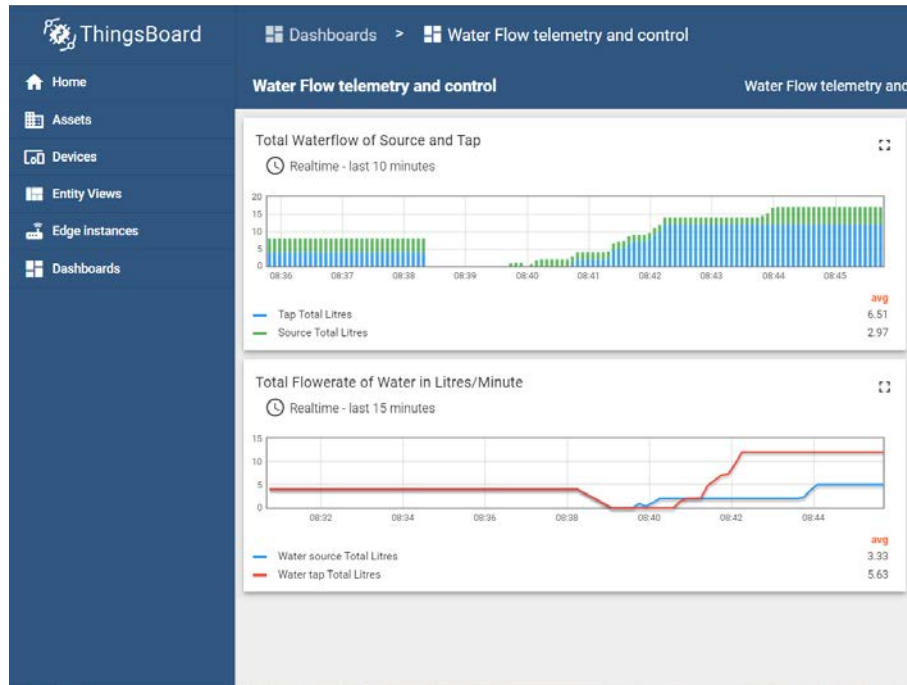 ThingsBoard
Dashboards > Water Flow telemetry and control
Home
Assets
Devices
Entity Views
Edge instances
Dashboards
Water Flow telemetry and control
Water Flow telemetry and
Total Waterflow of Source and Tap
Realtime - last 10 minutes
20
15
10
5
0
08:36 08:37 08:38 08:39 08:40 08:41 08:42 08:43 08:44 08:45
avg
Tap Total Litres 6.51
Source Total Litres 2.97
Total Flowerate of Water in Litres/Minute
Realtime - last 15 minutes
15
10
5
0
08:32 08:34 08:36 08:38 08:40 08:42 08:44
avg
Water source Total Litres 3.33
Water tap Total Litres 5.63